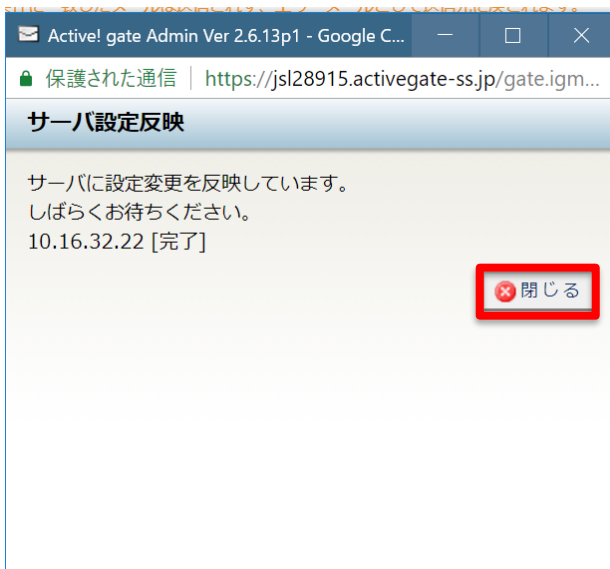 Active! gate Admin Ver 2.6.13p1 - Google C...
保護された通信 | https://jsl28915.activegate-ss.jp/gate.igm...
サーバ設定反映
サーバに設定変更を反映しています。
しばらくお待ちください。
10.16.32.22 [完了]
閉じる